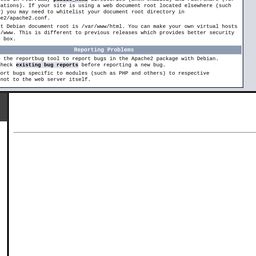 ations). If your site is using a web document root located elsewhere (such
) you may need to whitelist your document root directory in
e2/apache2.conf.
t Debian document root is /var/www/html. You can make your own virtual hosts
/www. This is different to previous releases which provides better security
box.
Reporting Problems
the reportbug tool to report bugs in the Apache2 package with Debian.
heck existing bug reports before reporting a new bug.
ort bugs specific to modules (such as PHP and others) to respective
not to the web server itself.